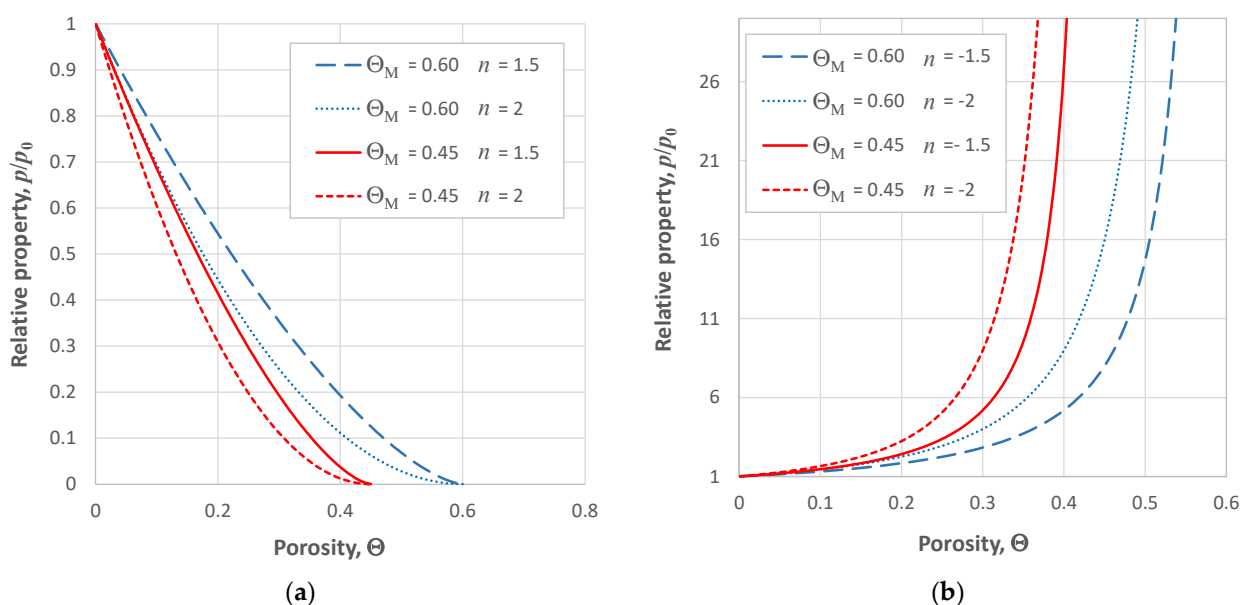 1
0.9
0.8
0.7
0.6
0.5
0.4
0.3
0.2
0.1
0
Relative property, p/p0
ΘM = 0.60 n = 1.5
ΘM = 0.60 n = 2
ΘM = 0.45 n = 1.5
ΘM = 0.45 n = 2
0 0.2 0.4 0.6 0.8
Porosity, Θ
(a)
26
21
16
11
6
1
Relative property, p/p0
ΘM = 0.60 n = -1.5
ΘM = 0.60 n = -2
ΘM = 0.45 n = - 1.5
ΘM = 0.45 n = -2
0 0.1 0.2 0.3 0.4 0.5 0.6
Porosity, Θ
(b)